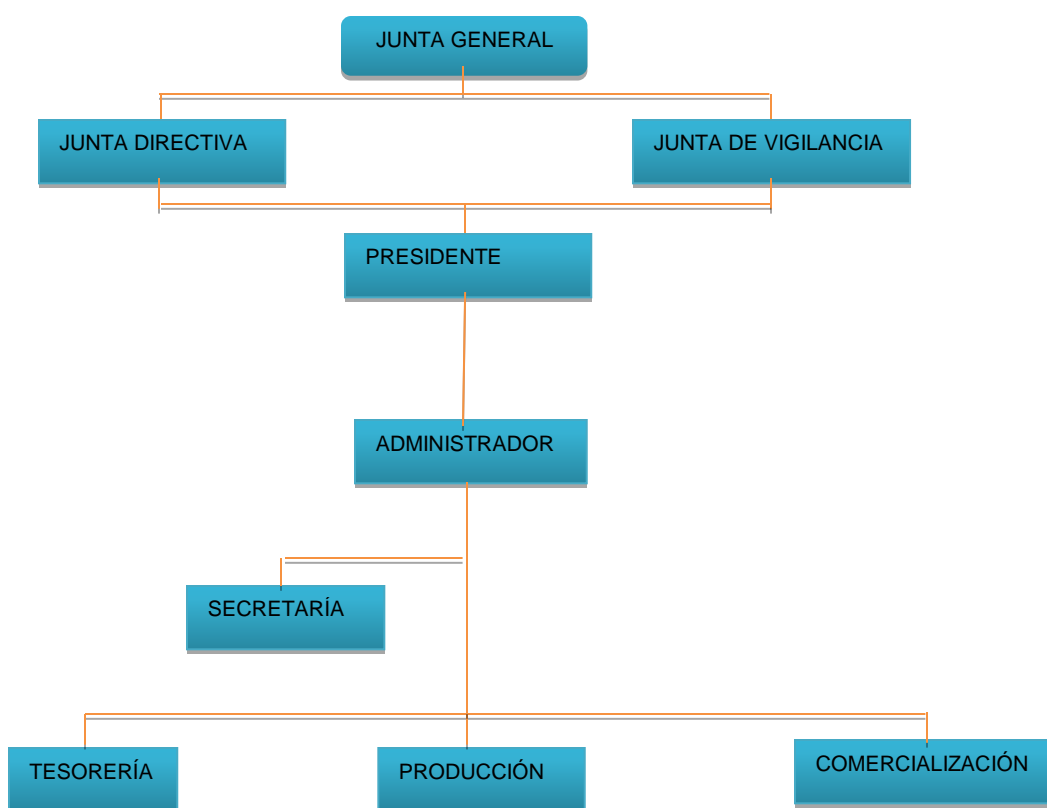 JUNTA GENERAL
JUNTA DIRECTIVA
JUNTA DE VIGILANCIA
PRESIDENTE
ADMINISTRADOR
SECRETARÍA
TESORERÍA
PRODUCCIÓN
COMERCIALIZACIÓN